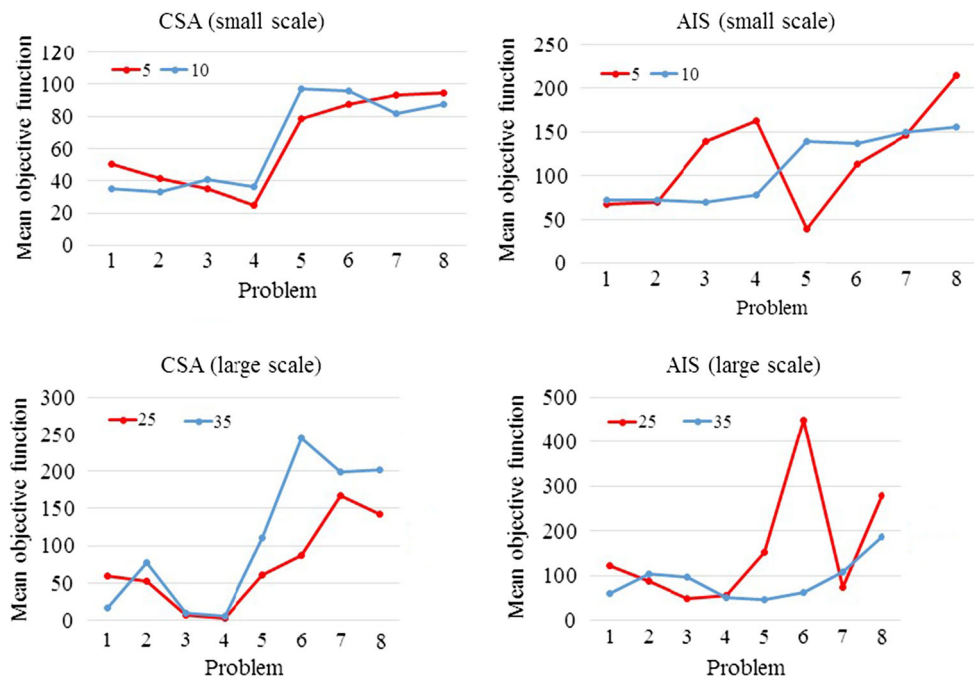 CSA (small scale)
Mean objective function
120
100
80
60
40
20
0
5 10
1 2 3 4 5 6 7 8
Problem
AIS (small scale)
Mean objective function
250
200
150
100
50
0
5 10
1 2 3 4 5 6 7 8
Problem
CSA (large scale)
Mean objective function
300
250
200
150
100
50
0
25 35
1 2 3 4 5 6 7 8
Problem
AIS (large scale)
Mean objective function
500
400
300
200
100
0
25 35
1 2 3 4 5 6 7 8
Problem